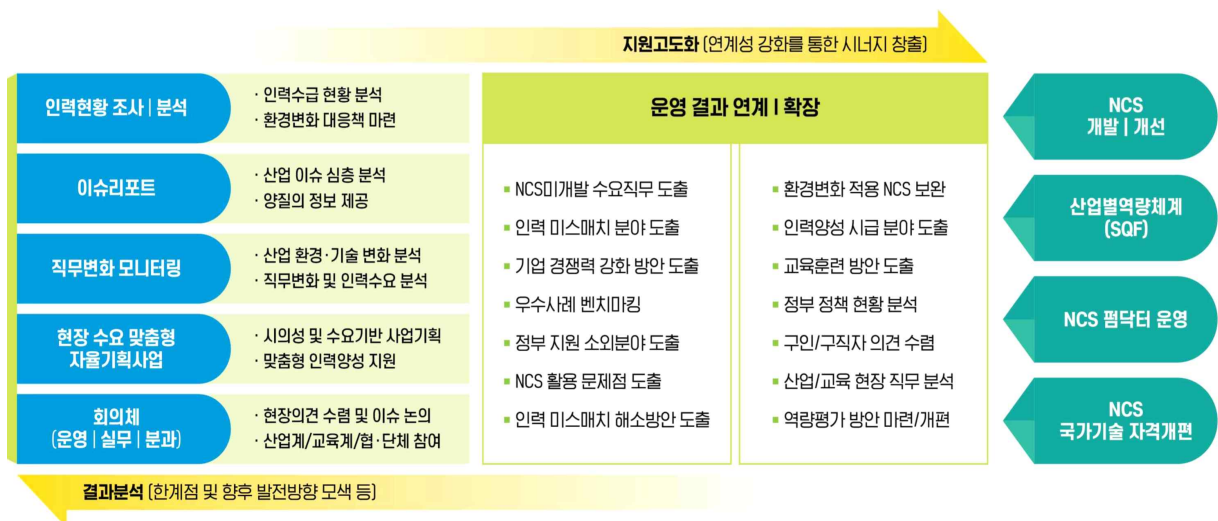 지원고도화 (연계성 강화를 통한 시너지 창출)
인력현황 조사 | 분석
· 인력수급 현황 분석
· 환경변화 대응책 마련
이슈리포트
· 산업 이슈 심층 분석
· 양질의 정보 제공
직무변화 모니터링
· 산업 환경·기술 변화 분석
· 직무변화 및 인력수요 분석
현장 수요 맞춤형
자율기획사업
· 시의성 및 수요기반 사업기획
· 맞춤형 인력양성 지원
회의체
(운영 | 실무 | 분과)
· 현장의견 수렴 및 이슈 논의
· 산업계/교육계/협·단체 참여
운영 결과 연계 | 확장
▪ NCS미개발 수요직무 도출
▪ 인력 미스매치 분야 도출
▪ 기업 경쟁력 강화 방안 도출
▪ 우수사례 벤치마킹
▪ 정부 지원 소외분야 도출
▪ NCS 활용 문제점 도출
▪ 인력 미스매치 해소방안 도출
▪ 환경변화 적용 NCS 보완
▪ 인력양성 시급 분야 도출
▪ 교육훈련 방안 도출
▪ 정부 정책 현황 분석
▪ 구인/구직자 의견 수렴
▪ 산업/교육 현장 직무 분석
▪ 역량평가 방안 마련/개편
NCS
개발 | 개선
산업별역량체계
(SQF)
NCS 펌닥터 운영
NCS
국가기술 자격개편
결과분석 (한계점 및 향후 발전방향 모색 등)